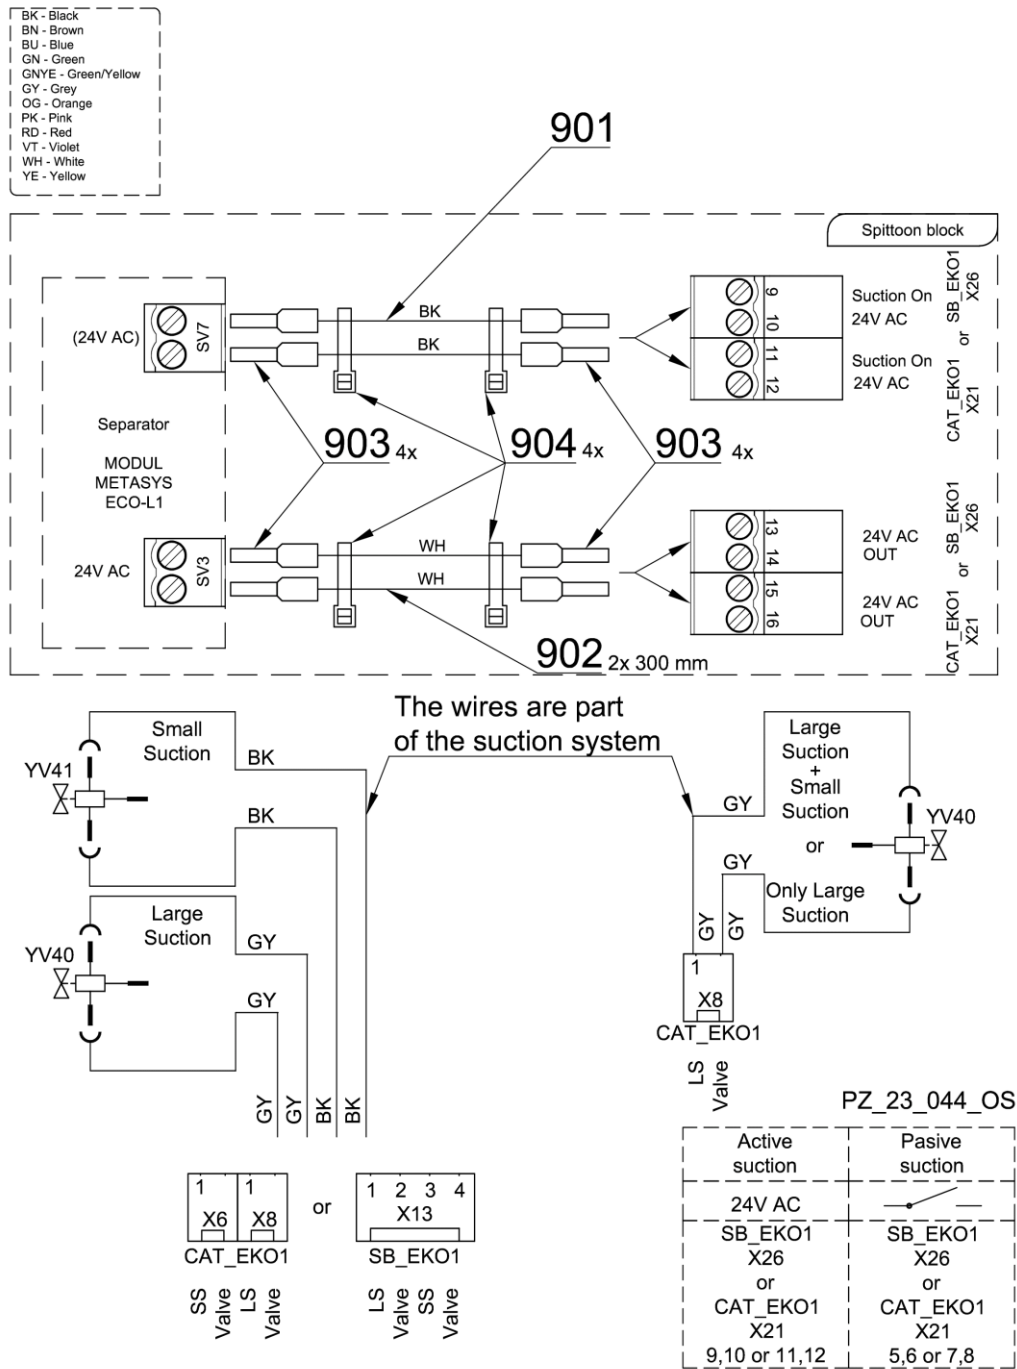 BK - Black
BN - Brown
BU - Blue
GN - Green
GNYE - Green/Yellow
GY - Grey
OG - Orange
PK - Pink
RD - Red
VT - Violet
WH - White
YE - Yellow
901
Spittoon block
(24V AC)
SV7
BK
BK
9
10
11
12
Suction On
24V AC
Suction On
24V AC
CAT_EKO1 or SB_EKO1
X21 X26
Separator
MODUL
METASYS
ECO-L1
903 4x
904 4x
903 4x
24V AC
SV3
WH
WH
13
14
15
16
24V AC
OUT
24V AC
OUT
CAT_EKO1 or SB_EKO1
X21 X26
902 2x 300 mm
The wires are part
of the suction system
Small
Suction
YV41
BK
BK
Large
Suction
YV40
GY
GY
GY
GY
BK
BK
1 1
X6 X8
CAT_EKO1
SS
Valve
LS
Valve
or
1 2 3 4
X13
SB_EKO1
LS
Valve
SS
Valve
Large
Suction
+
Small
Suction
or
Only Large
Suction
YV40
GY
GY
GY
GY
1
X8
CAT_EKO1
LS
Valve
PZ_23_044_OS
Active
suction
Pasive
suction
24V AC
SB_EKO1
X26
or
CAT_EKO1
X21
9,10 or 11,12
SB_EKO1
X26
or
CAT_EKO1
X21
5,6 or 7,8